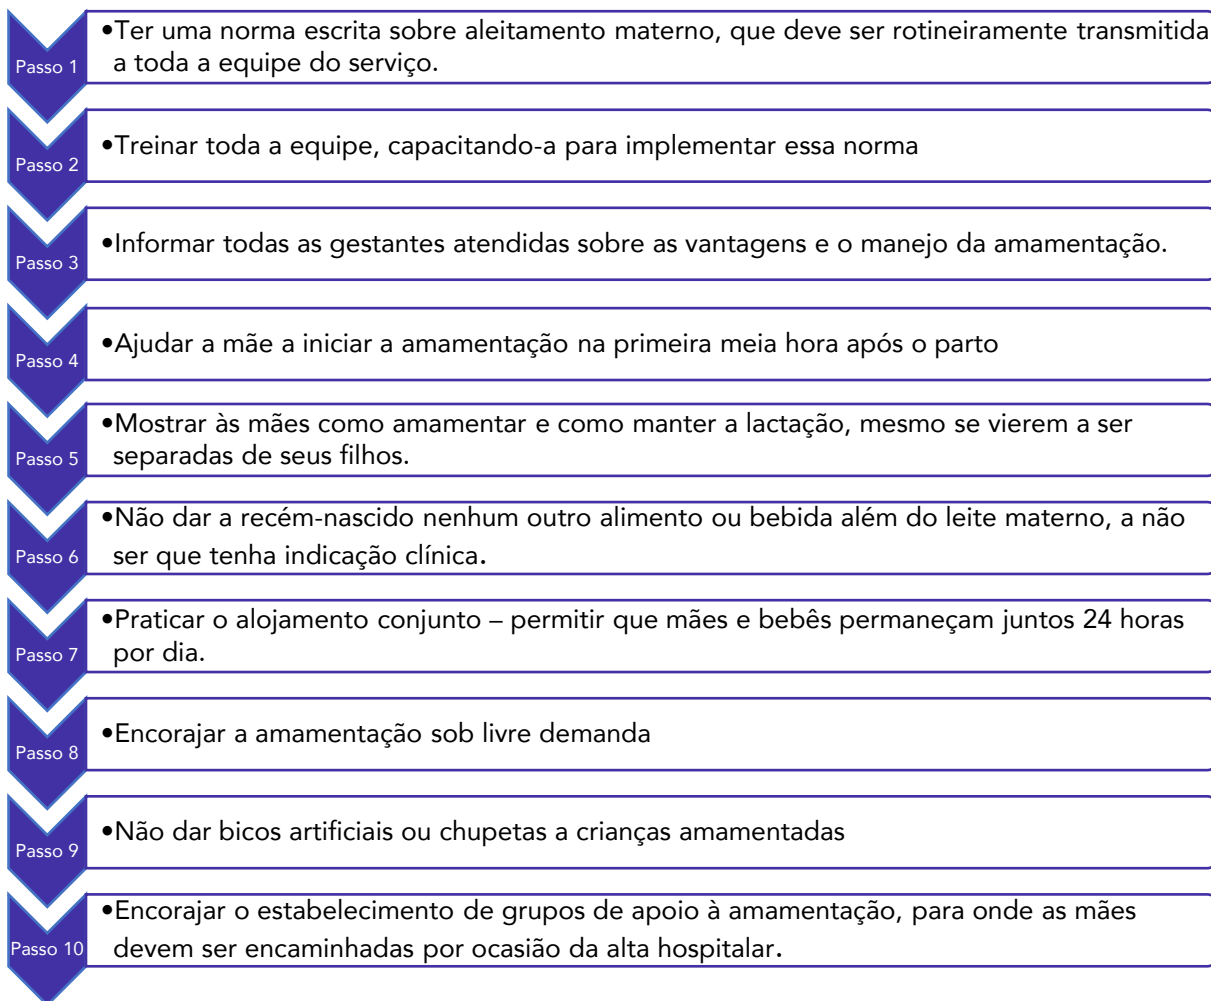 Passo 1
•Ter uma norma escrita sobre aleitamento materno, que deve ser rotineiramente transmitida
a toda a equipe do serviço.
Passo 2
•Treinar toda a equipe, capacitando-a para implementar essa norma
Passo 3
•Informar todas as gestantes atendidas sobre as vantagens e o manejo da amamentação.
Passo 4
•Ajudar a mãe a iniciar a amamentação na primeira meia hora após o parto
Passo 5
•Mostrar às mães como amamentar e como manter a lactação, mesmo se vierem a ser
separadas de seus filhos.
Passo 6
•Não dar a recém-nascido nenhum outro alimento ou bebida além do leite materno, a não
ser que tenha indicação clínica.
Passo 7
•Praticar o alojamento conjunto – permitir que mães e bebês permaneçam juntos 24 horas
por dia.
Passo 8
•Encorajar a amamentação sob livre demanda
Passo 9
•Não dar bicos artificiais ou chupetas a crianças amamentadas
Passo 10
•Encorajar o estabelecimento de grupos de apoio à amamentação, para onde as mães
devem ser encaminhadas por ocasião da alta hospitalar.